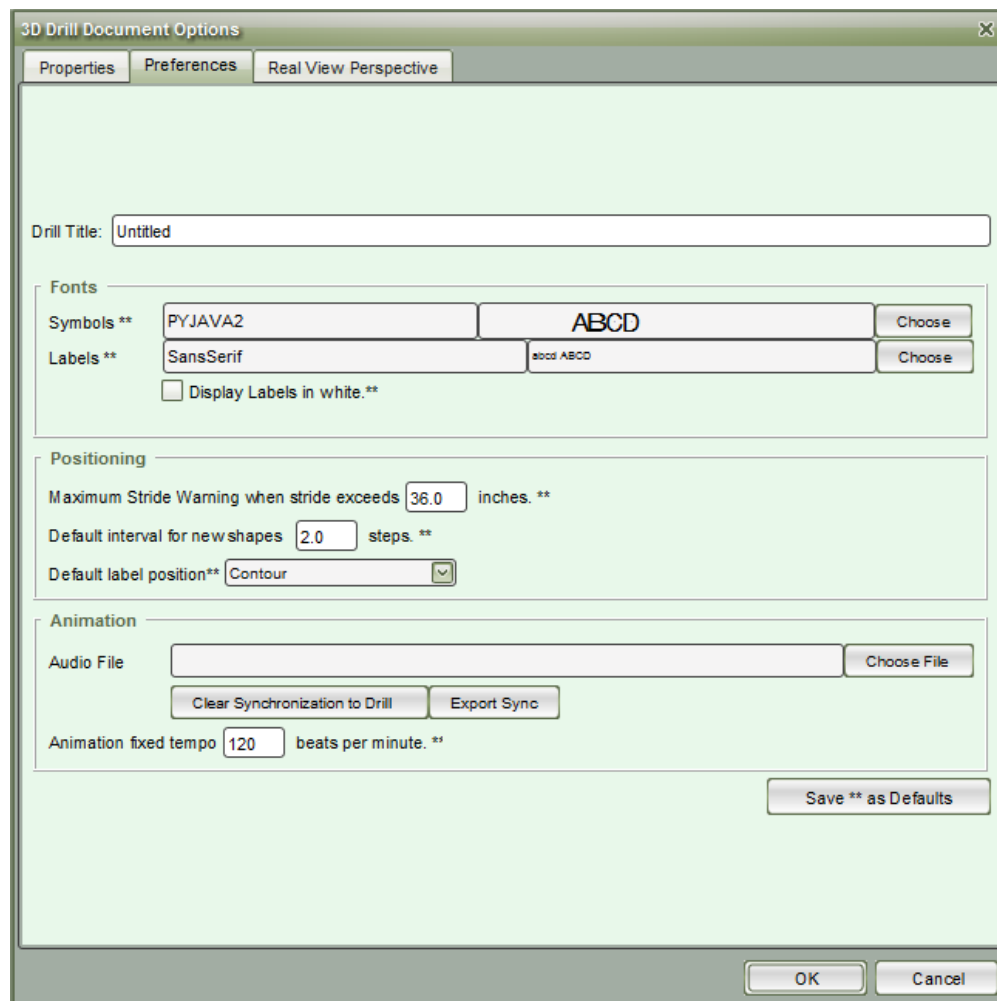 3D Drill Document Options
Properties Preferences Real View Perspective
Drill Title: Untitled
Fonts
Symbols ** PYJAVA2 ABCD Choose
Labels ** SansSerif abcd ABCD Choose
Display Labels in white.**
Positioning
Maximum Stride Warning when stride exceeds 36.0 inches. **
Default interval for new shapes 2.0 steps. **
Default label position** Contour
Animation
Audio File Choose File
Clear Synchronization to Drill Export Sync
Animation fixed tempo 120 beats per minute. **
Save ** as Defaults
OK Cancel